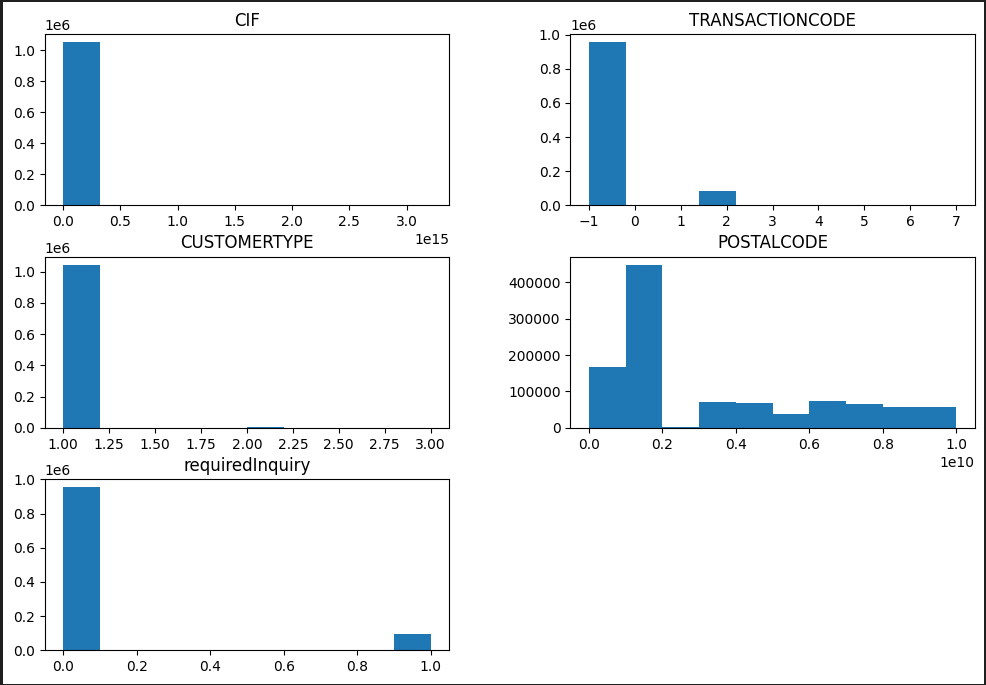 CIF
1e6
1.0
0.8
0.6
0.4
0.2
0.0
0.0 0.5 1.0 1.5 2.0 2.5 3.0
1e15
TRANSACTIONCODE
1e6
1.0
0.8
0.6
0.4
0.2
0.0
−1 0 1 2 3 4 5 6 7
CUSTOMERTYPE
1e6
1.0
0.8
0.6
0.4
0.2
0.0
1.00 1.25 1.50 1.75 2.00 2.25 2.50 2.75 3.00
POSTALCODE
400000
300000
200000
100000
0
0.0 0.2 0.4 0.6 0.8 1.0
1e10
requiredInquiry
1e6
1.0
0.8
0.6
0.4
0.2
0.0
0.0 0.2 0.4 0.6 0.8 1.0